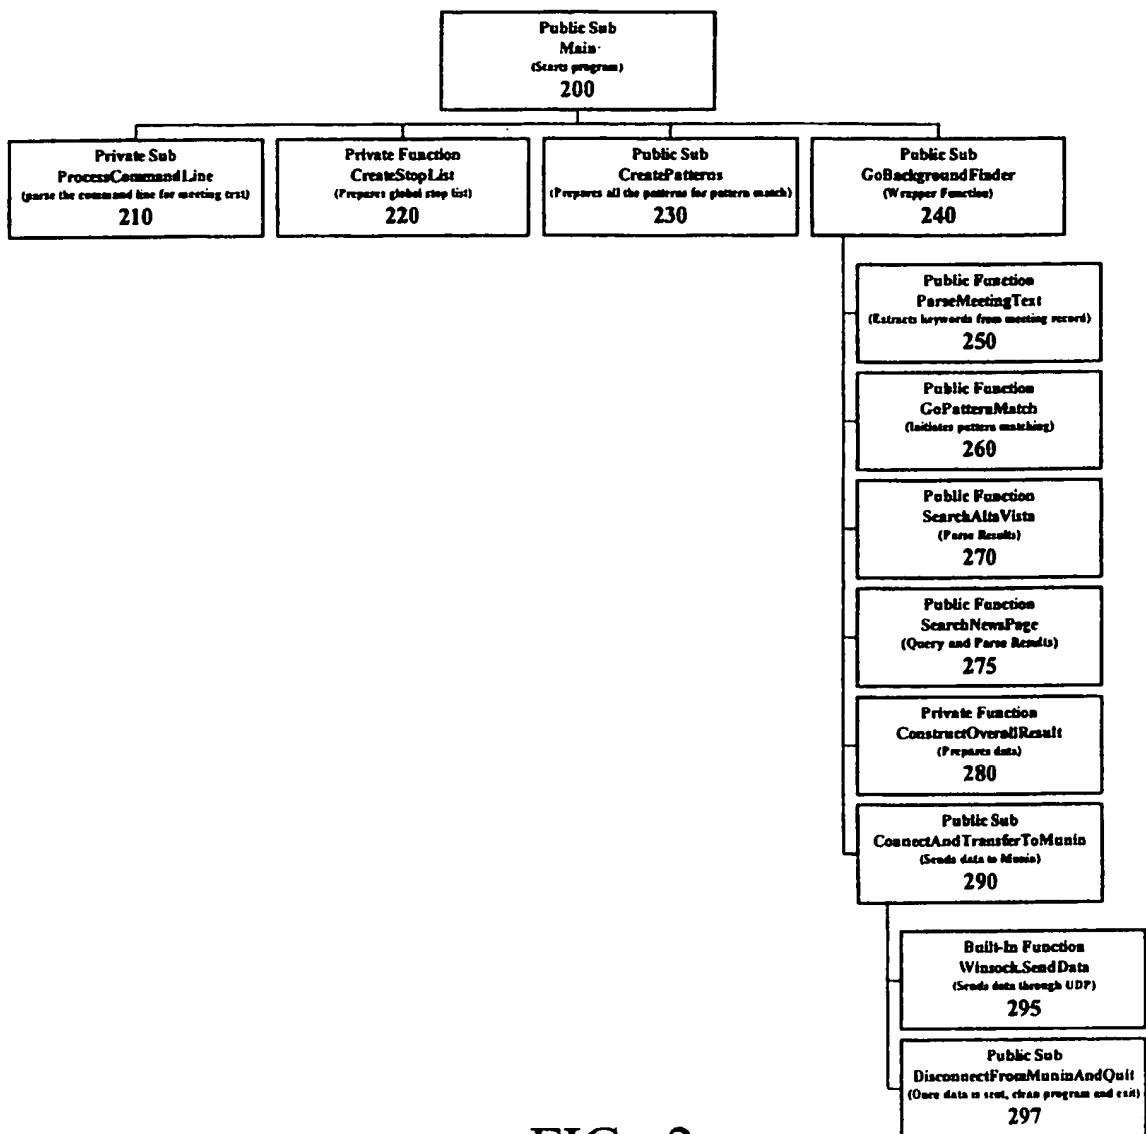 Public Sub
Main
(Starts program)
200
Private Sub
ProcessCommandLine
(parse the command line for meeting text)
210
Private Function
CreateStopList
(Prepares global stop list)
220
Public Sub
CreatePatterns
(Prepares all the patterns for pattern match)
230
Public Sub
GoBackgroundFinder
(Wrapper Function)
240
Public Function
ParseMeetingText
(Extracts keywords from meeting record)
250
Public Function
GoPatternMatch
(Initiates pattern matching)
260
Public Function
SearchAltaVista
(Parse Results)
270
Public Function
SearchNewsPage
(Query and Parse Results)
275
Private Function
ConstructOverallResult
(Prepares data)
280
Public Sub
ConnectAndTransferToMunin
(Sends data to Munin)
290
Built-In Function
Winsock.SendData
(Sends data through UDP)
295
Public Sub
DisconnectFromMuninAndQuit
(Once data is sent, clean program and exit)
297